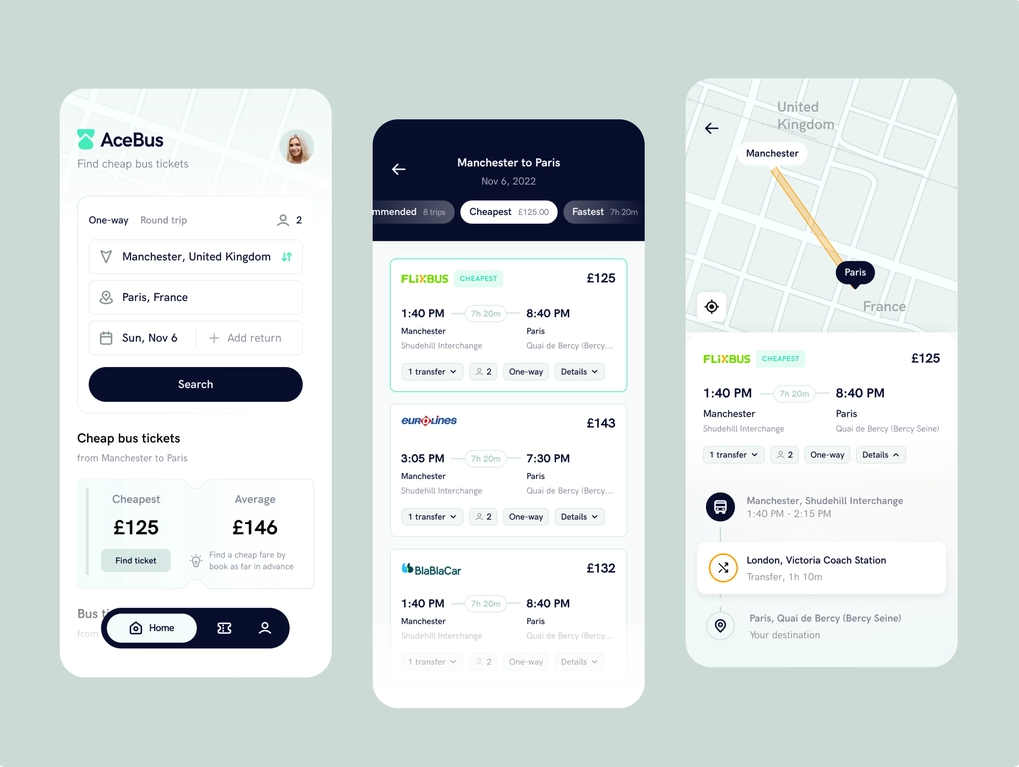 AceBus
Find cheap bus tickets
One-way Round trip 2
Manchester, United Kingdom
Paris, France
Sun, Nov 6 Add return
Search
Cheap bus tickets
from Manchester to Paris
Cheapest Average
£125 £146
Find ticket
Find a cheap fare by
book as far in advance
Bus ti
from
Home
Manchester to Paris
Nov 6, 2022
mmended 8 trips Cheapest £125.00 Fastest 7h 20m
FLiXBUS CHEAPEST £125
1:40 PM 7h 20m 8:40 PM
Manchester Paris
Shudehill Interchange Quai de Bercy (Bercy...
1 transfer 2 One-way Details
eurolines £143
3:05 PM 7h 20m 7:30 PM
Manchester Paris
Shudehill Interchange Quai de Bercy (Bercy...
1 transfer 2 One-way Details
BlaBlaCar £132
1:40 PM 7h 20m 8:40 PM
Manchester Paris
Shudehill Interchange Quai de Bercy (Bercy...
1 transfer 2 One-way Details
United
Kingdom
Manchester
Paris
France
FLiXBUS CHEAPEST £125
1:40 PM 7h 20m 8:40 PM
Manchester Paris
Shudehill Interchange Quai de Bercy (Bercy Seine)
1 transfer 2 One-way Details
Manchester, Shudehill Interchange
1:40 PM - 2:15 PM
London, Victoria Coach Station
Transfer, 1h 10m
Paris, Quai de Bercy (Bercy Seine)
Your destination